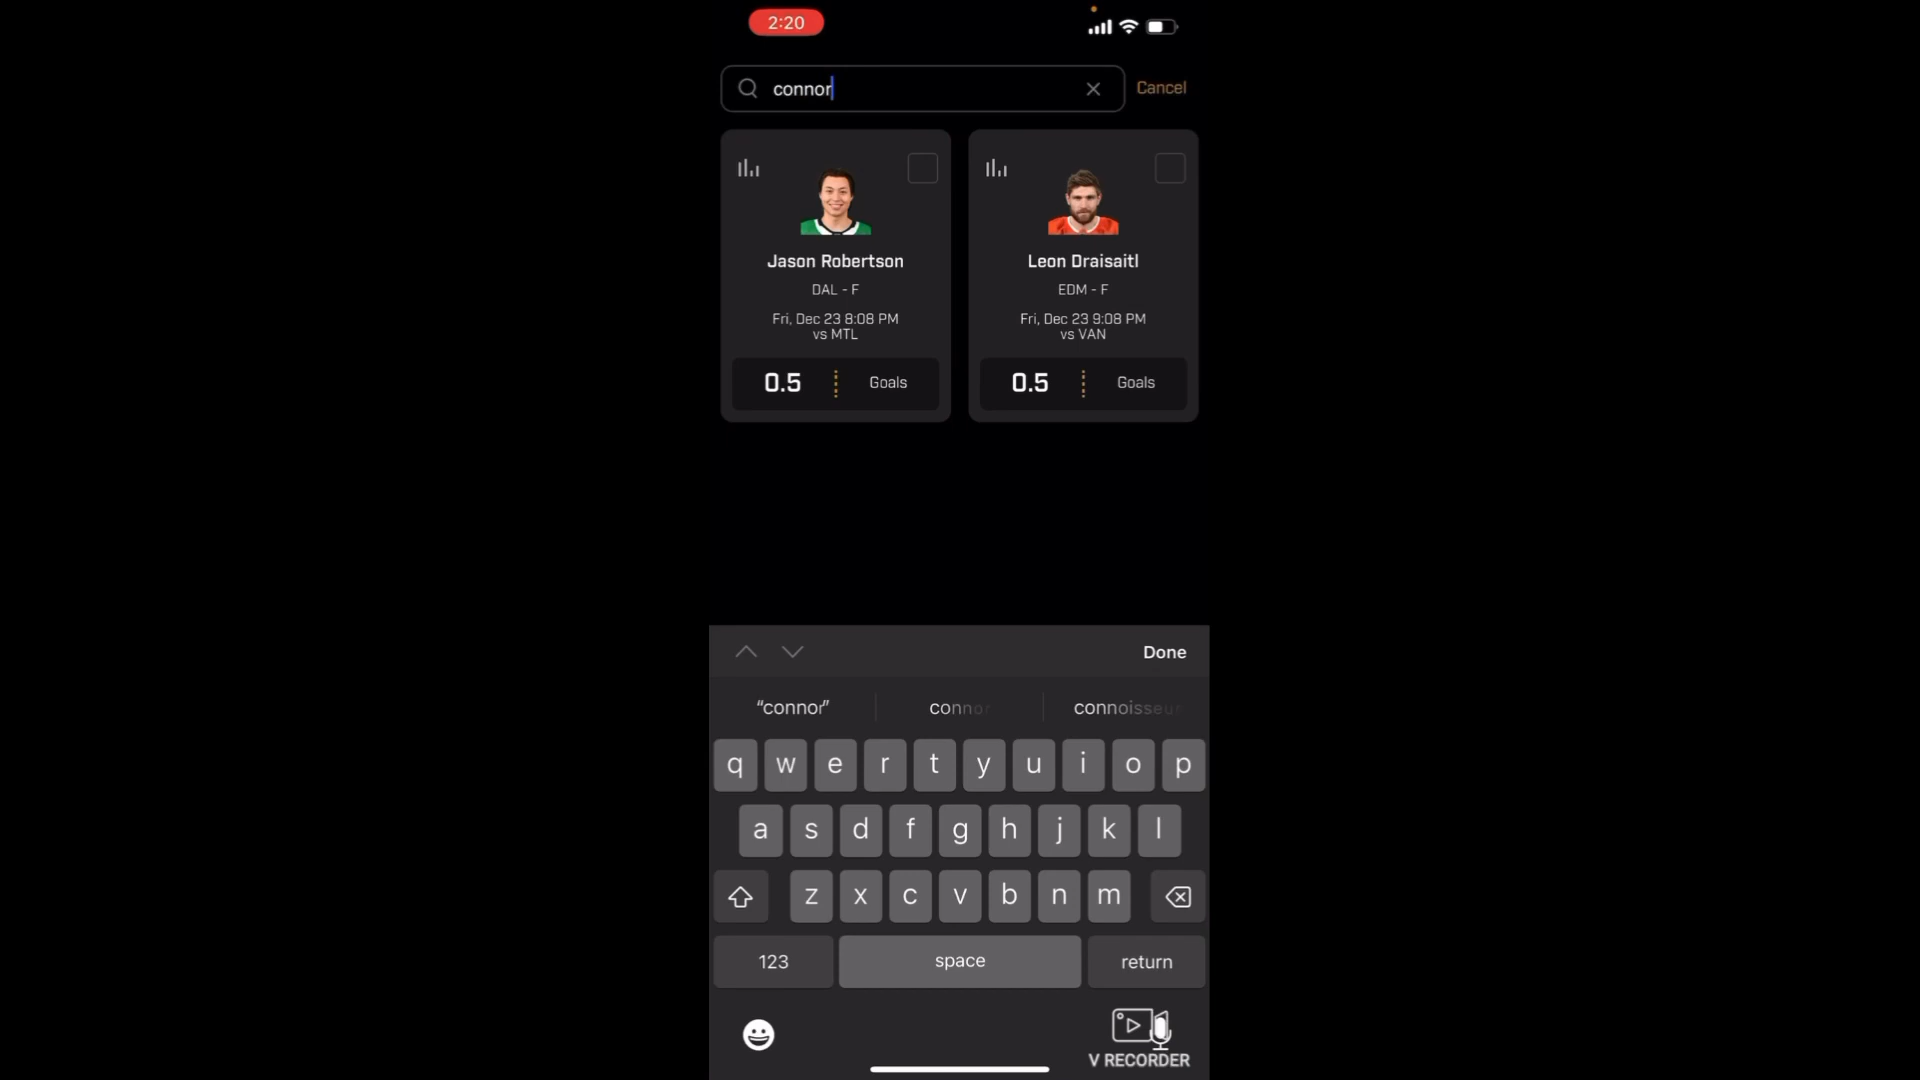 2:20
connor
Cancel
Jason Robertson
DAL - F
Fri, Dec 23 8:08 PM
vs MTL
0.5 Goals
Leon Draisaitl
EDM - F
Fri, Dec 23 9:08 PM
vs VAN
0.5 Goals
Done
“connor” connor connoisseur
q w e r t y u i o p
a s d f g h j k l
z x c v b n m
123 space return
V RECORDER